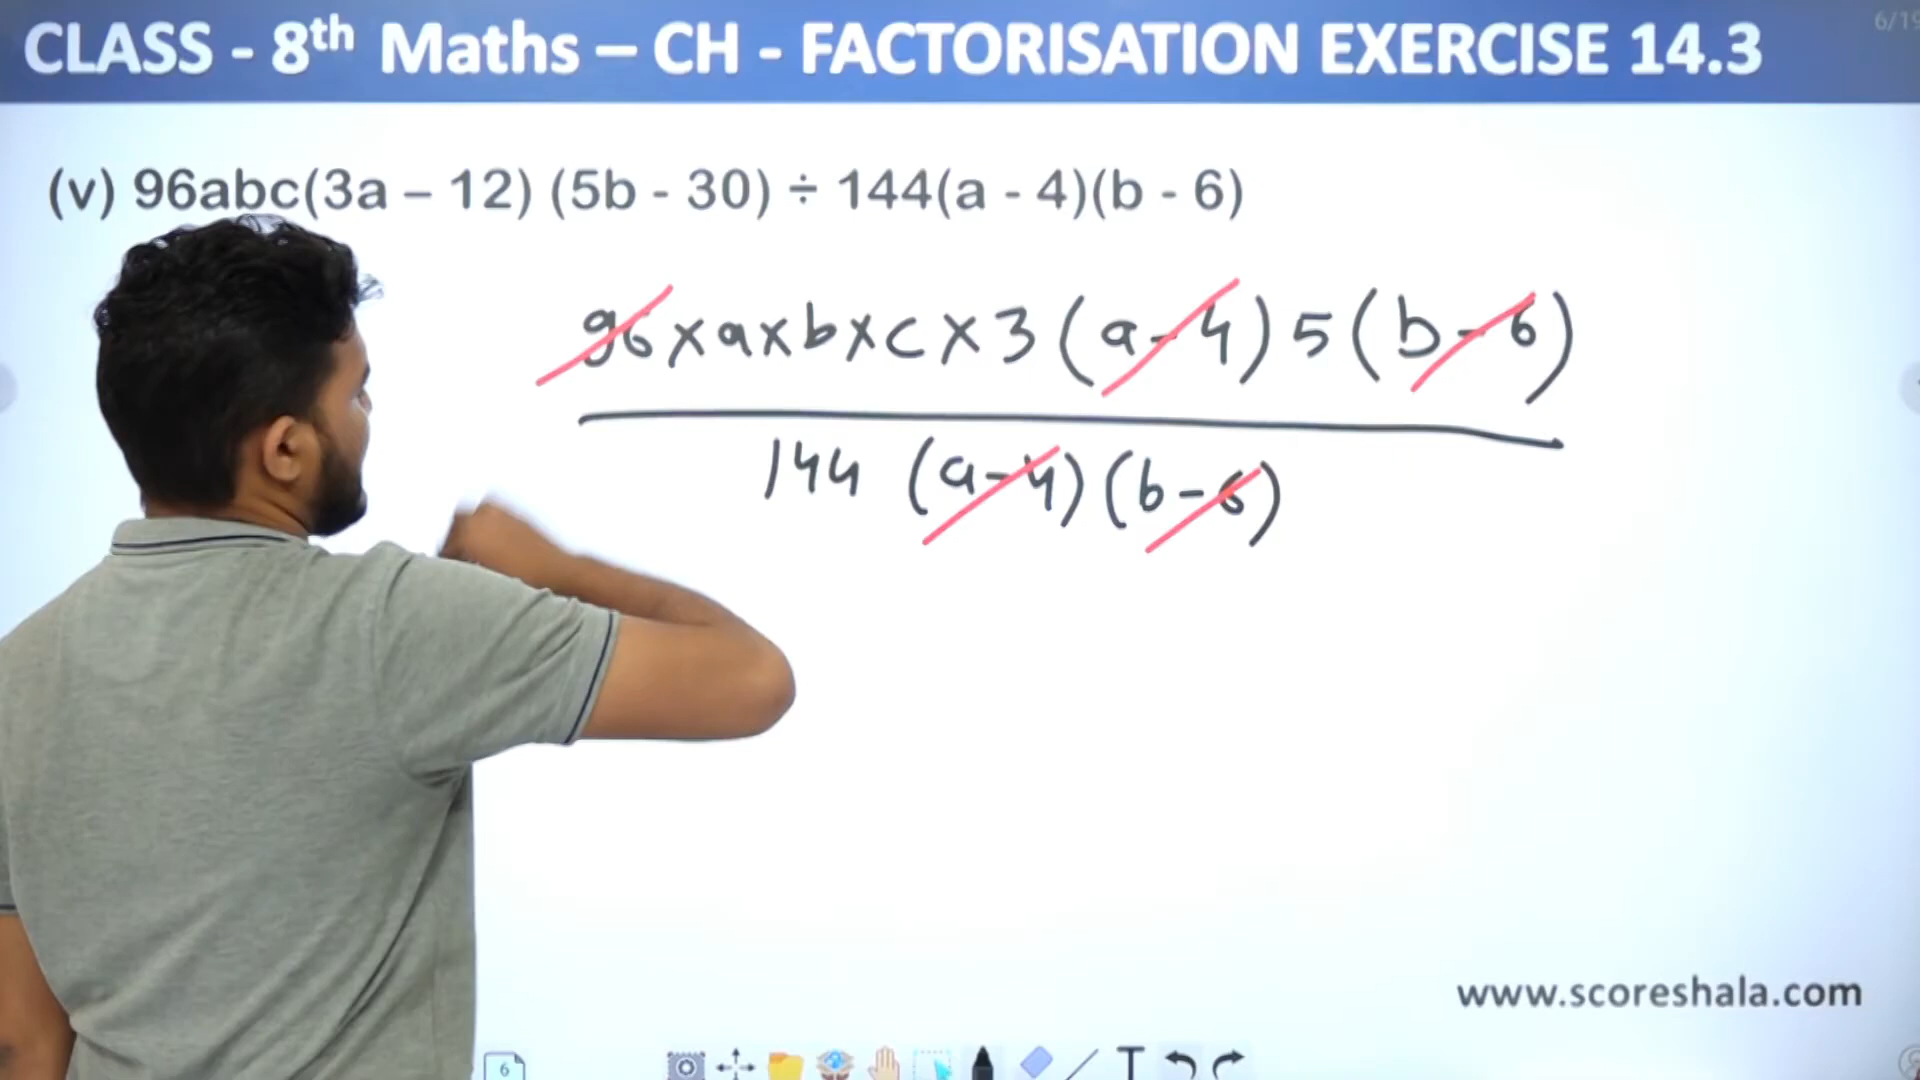 6/19
CLASS - 8th Maths – CH - FACTORISATION EXERCISE 14.3
(v) 96abc(3a – 12) (5b - 30) ÷ 144(a - 4)(b - 6)
96 x a x b x c x 3 (a - 4) 5 (b - 6)
144 (a - 4) (b - 6)
www.scoreshala.com
6
T